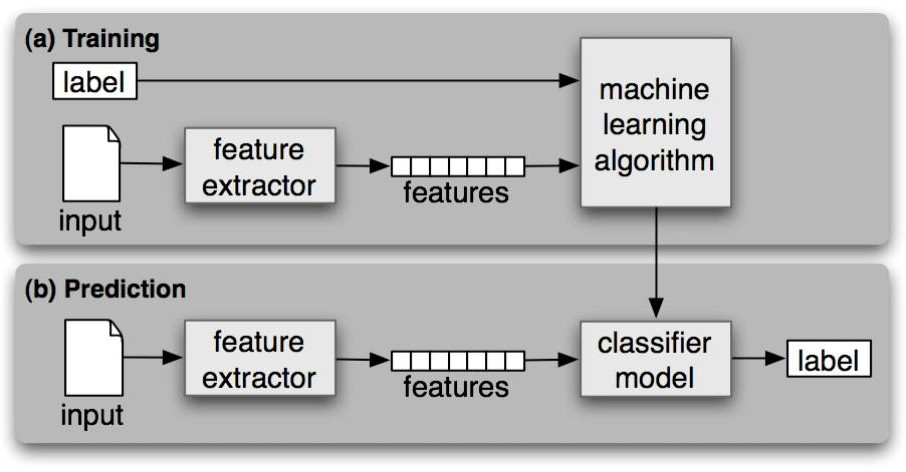 (a) Training
label
machine
learning
algorithm
feature
extractor
features
input
(b) Prediction
feature
extractor
features
classifier
model
label
input